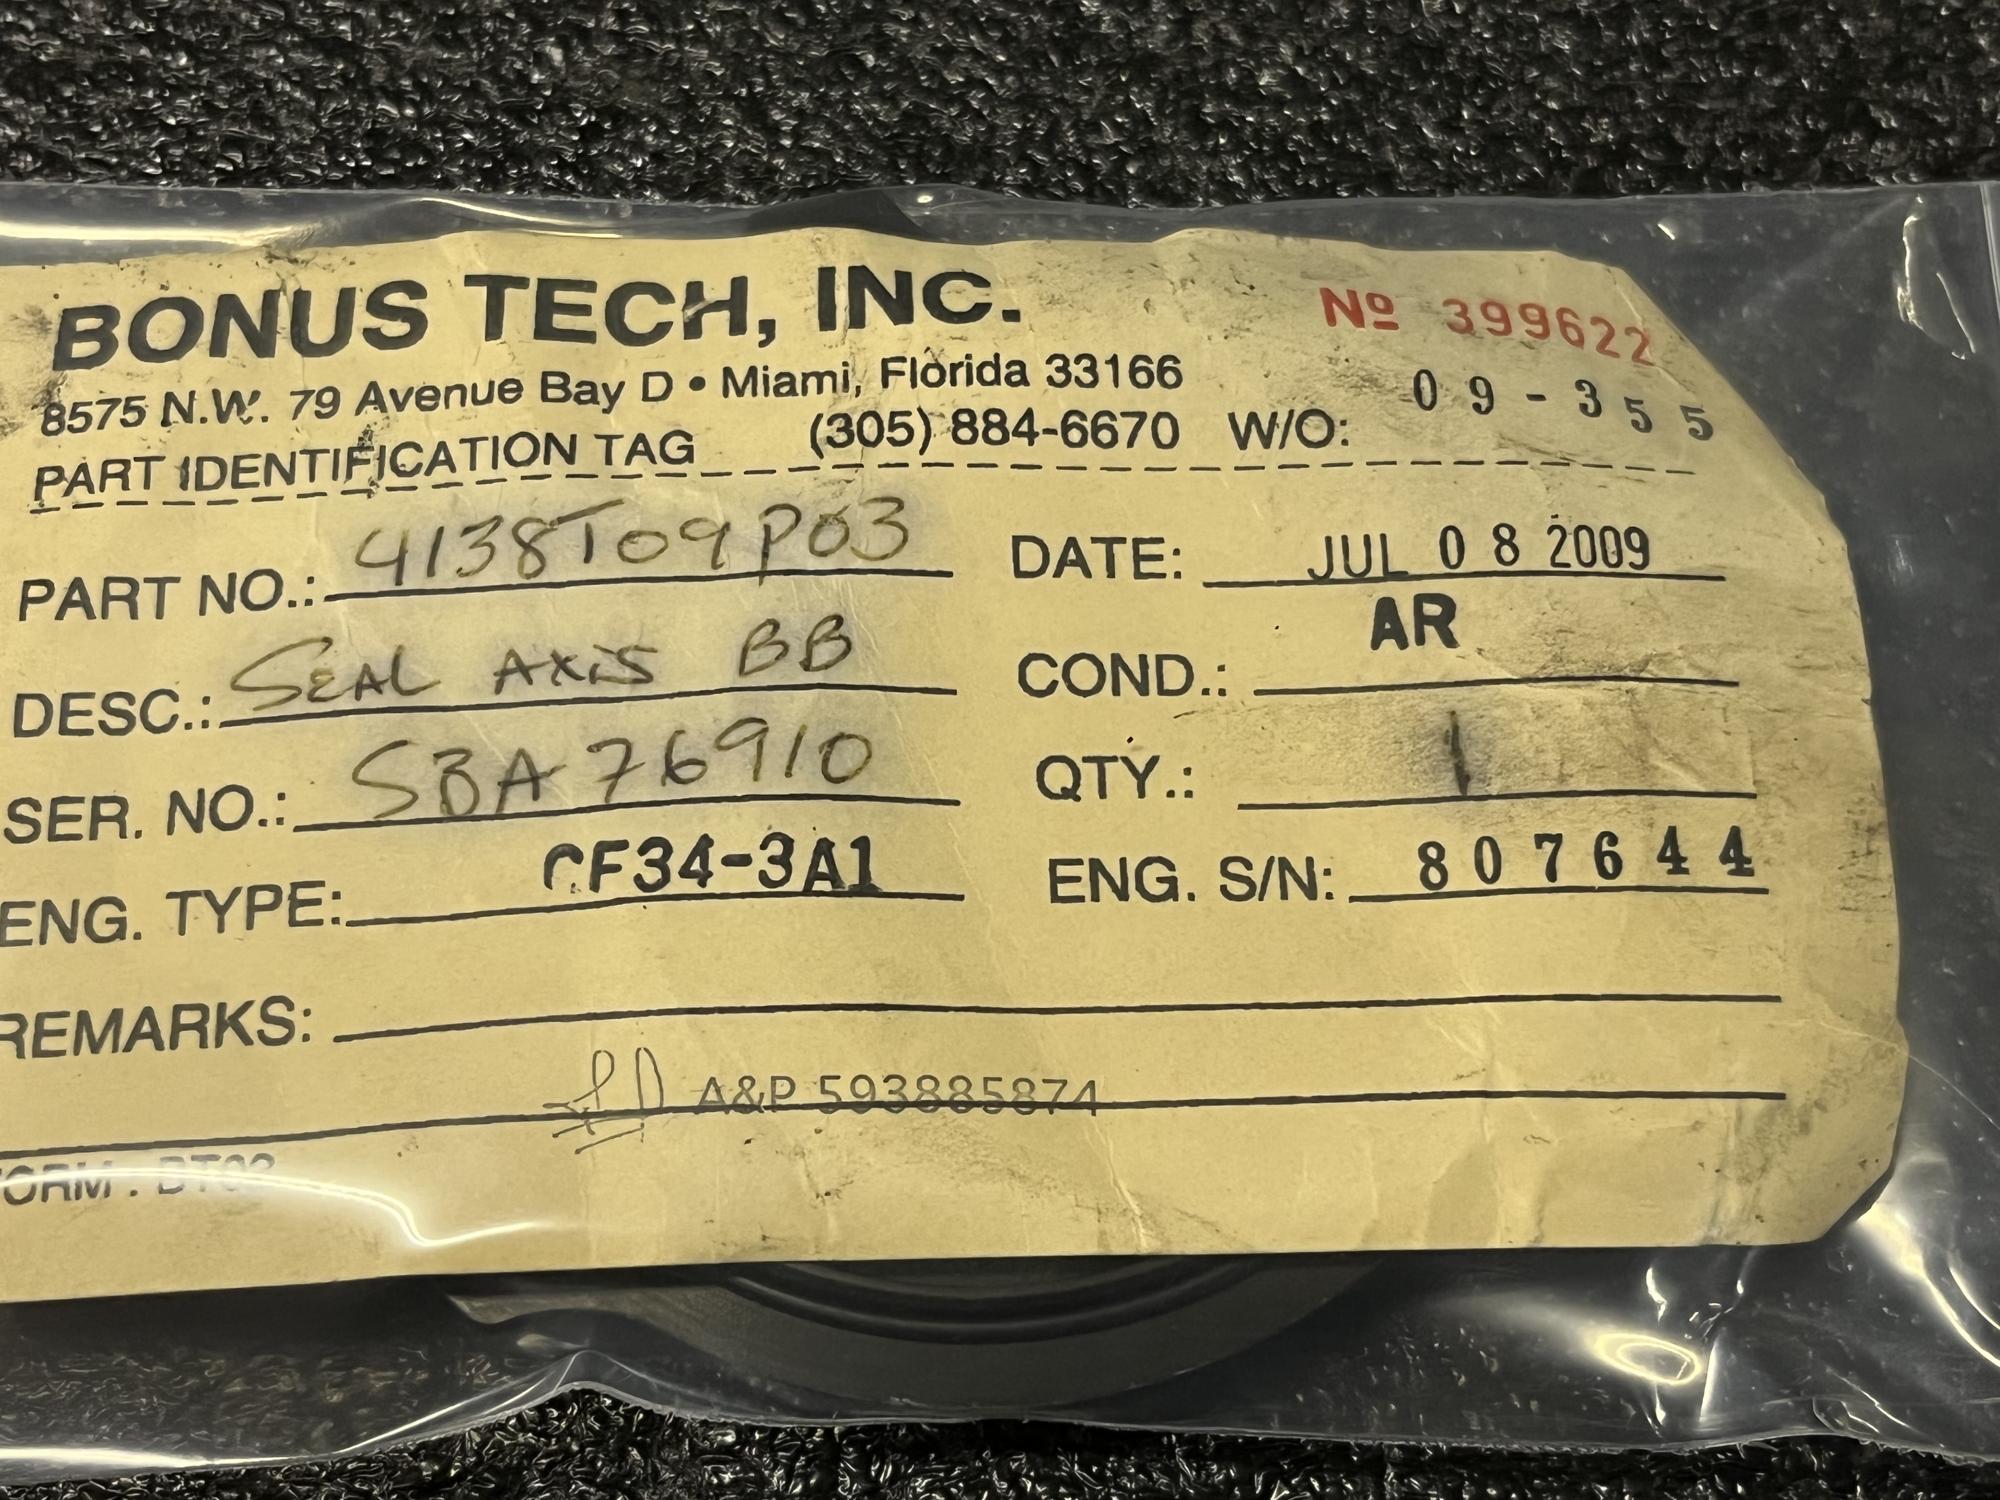 BONUS TECH, INC.
Nº 399622
8575 N.W. 79 Avenue Bay D • Miami, Florida 33166
(305) 884-6670 W/O: 09-355
PART IDENTIFICATION TAG
PART NO.: 4138T09P03 DATE: JUL 08 2009
DESC.: SEAL AXIS BB COND.: AR
SER. NO.: SBA76910 QTY.: 1
ENG. TYPE: CF34-3A1 ENG. S/N: 807644
REMARKS:
A&P 593885874
ORM. BT02